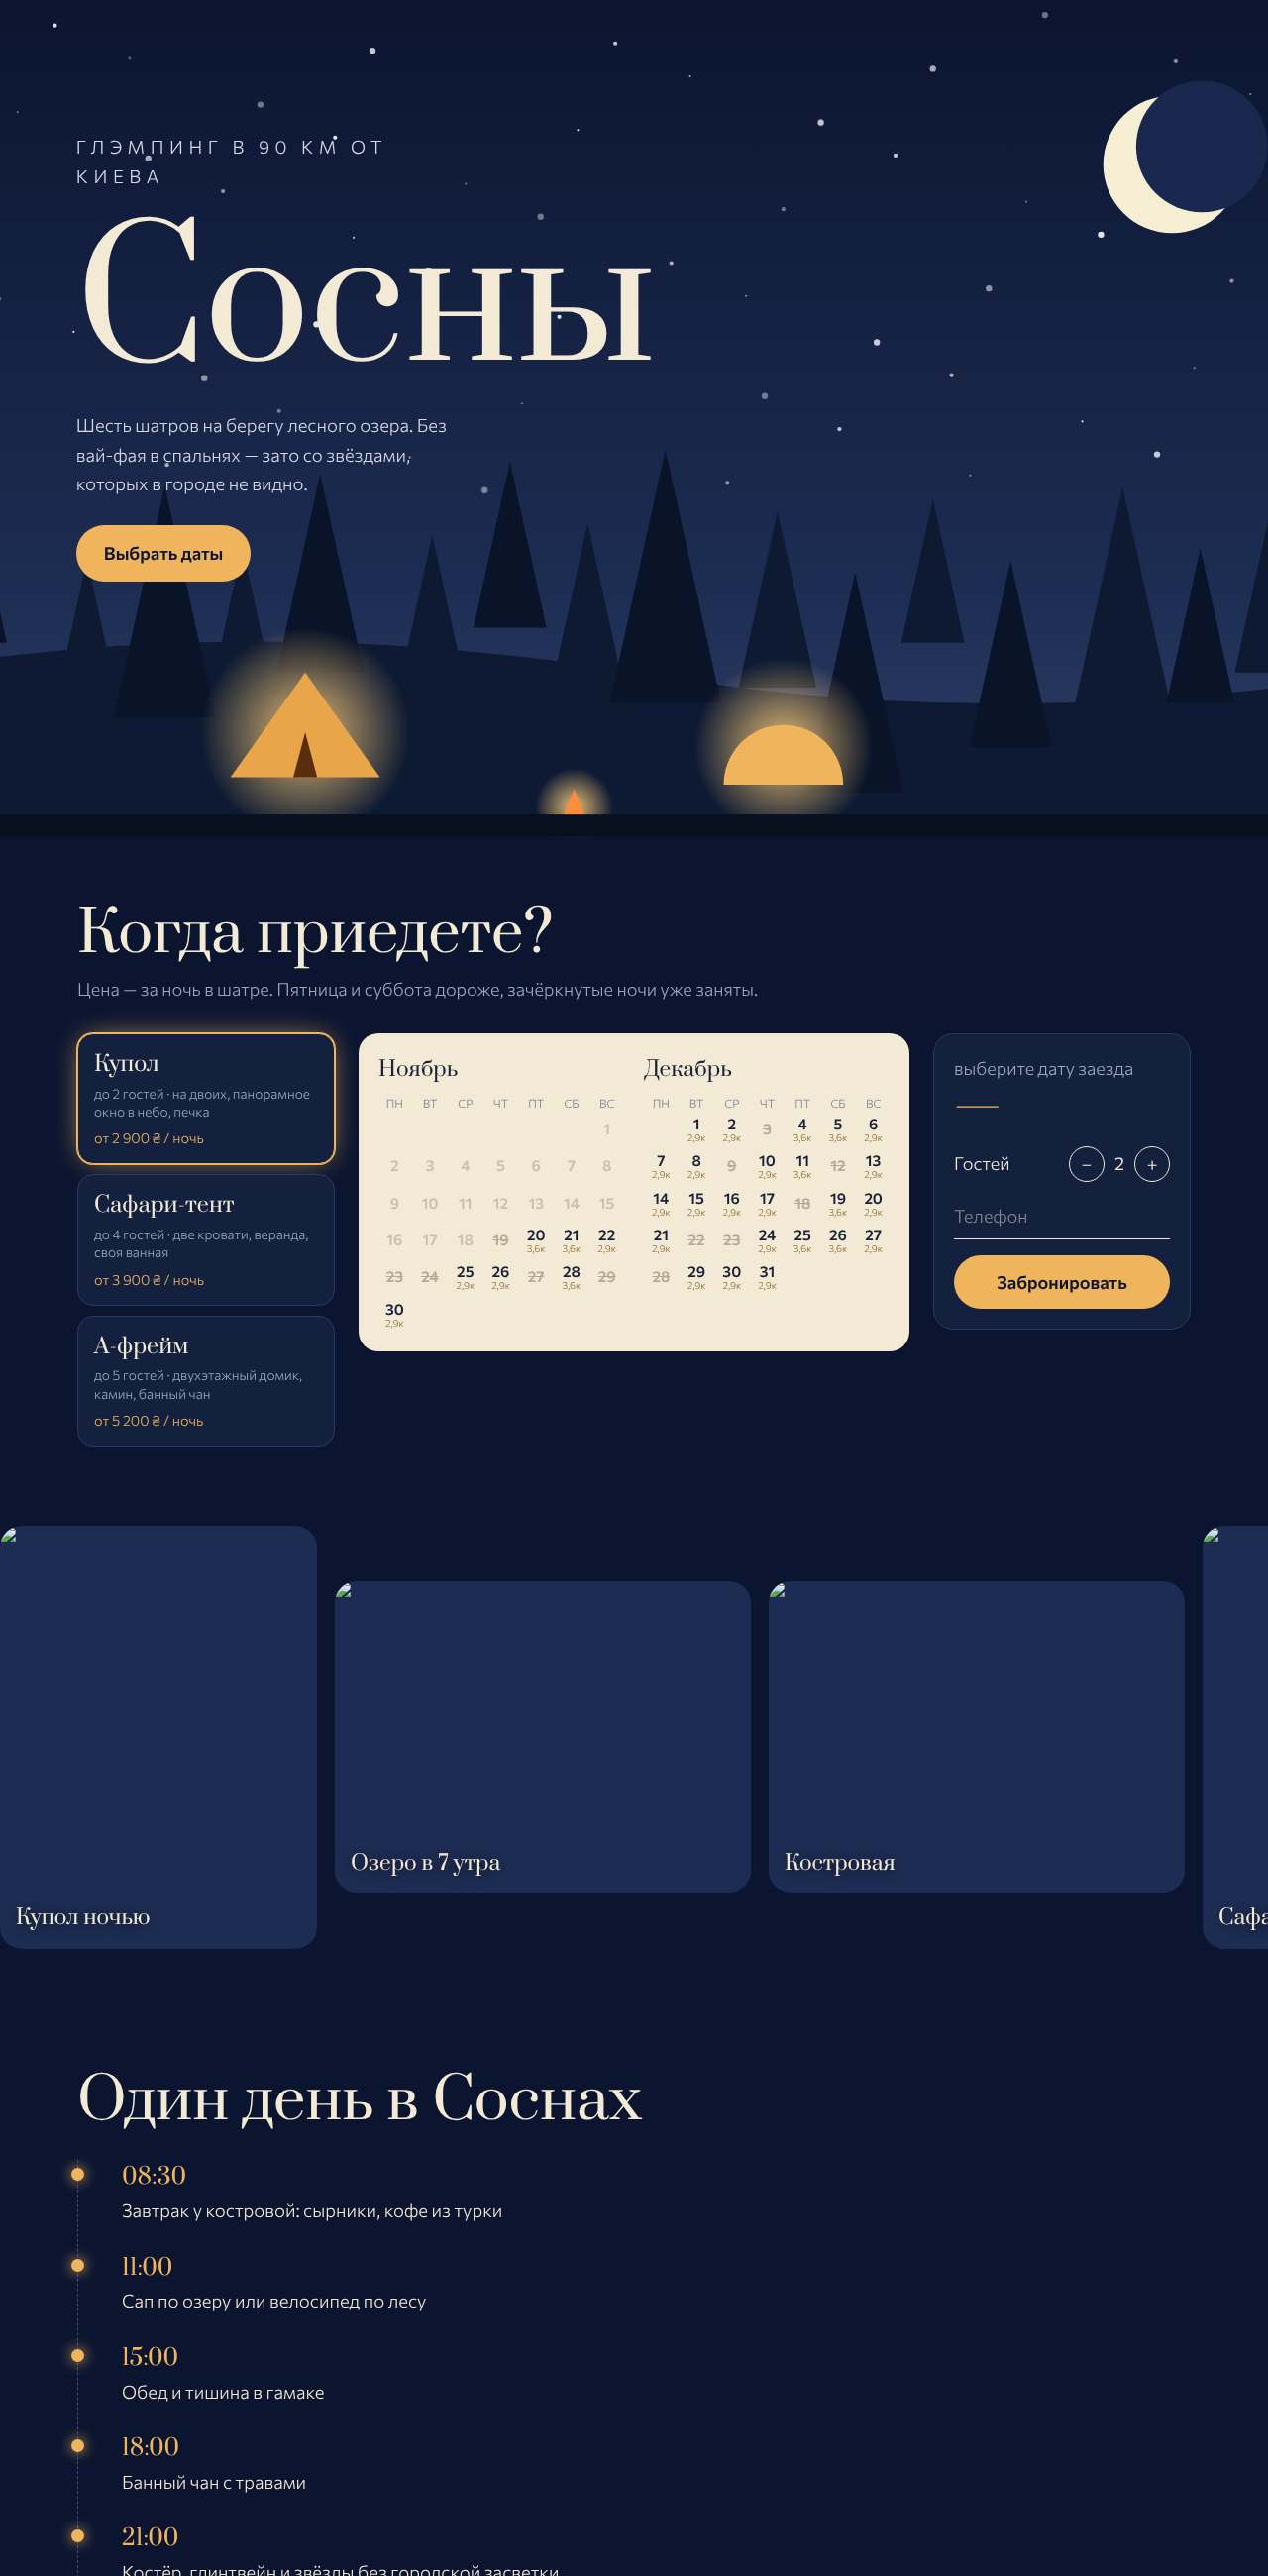 ГЛЭМПИНГ В 90 КМ ОТ
КИЕВА
Сосны
Шесть шатров на берегу лесного озера. Без
вай-фая в спальнях — зато со звёздами,
которых в городе не видно.
Выбрать даты
Когда приедете?
Цена — за ночь в шатре. Пятница и суббота дороже, зачёркнутые ночи уже заняты.
Купол
до 2 гостей · на двоих, панорамное
окно в небо, печка
от 2 900 ₴ / ночь
Сафари-тент
до 4 гостей · две кровати, веранда,
своя ванная
от 3 900 ₴ / ночь
А-фрейм
до 5 гостей · двухэтажный домик,
камин, банный чан
от 5 200 ₴ / ночь
Ноябрь
ПН ВТ СР ЧТ ПТ СБ ВС
1
2 3 4 5 6 7 8
9 10 11 12 13 14 15
16 17 18 19 20 21 22
3,6к 3,6к 2,9к
23 24 25 26 27 28 29
2,9к 2,9к 3,6к
30
2,9к
Декабрь
ПН ВТ СР ЧТ ПТ СБ ВС
1 2 3 4 5 6
2,9к 2,9к 3,6к 3,6к 2,9к
7 8 9 10 11 12 13
2,9к 2,9к 2,9к 3,6к 2,9к
14 15 16 17 18 19 20
2,9к 2,9к 2,9к 2,9к 3,6к 2,9к
21 22 23 24 25 26 27
2,9к 2,9к 3,6к 3,6к 2,9к
28 29 30 31
2,9к 2,9к 2,9к
выберите дату заезда
—
Гостей − 2 +
Телефон
Забронировать
Купол ночью
Озеро в 7 утра
Костровая
Сафа
Один день в Соснах
08:30
Завтрак у костровой: сырники, кофе из турки
11:00
Сап по озеру или велосипед по лесу
15:00
Обед и тишина в гамаке
18:00
Банный чан с травами
21:00
Костёр, глинтвейн и звёзды без городской засветки